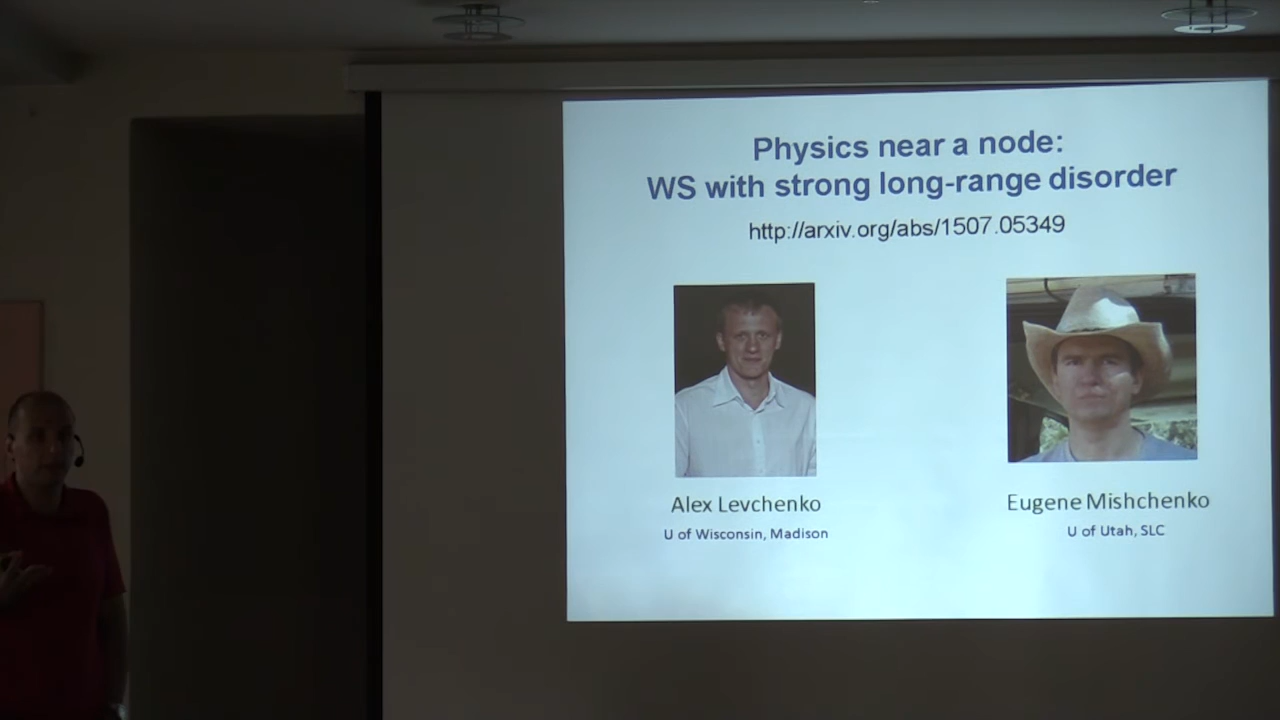 Physics near a node:
WS with strong long-range disorder
http://arxiv.org/abs/1507.05349
Alex Levchenko
U of Wisconsin, Madison
Eugene Mishchenko
U of Utah, SLC